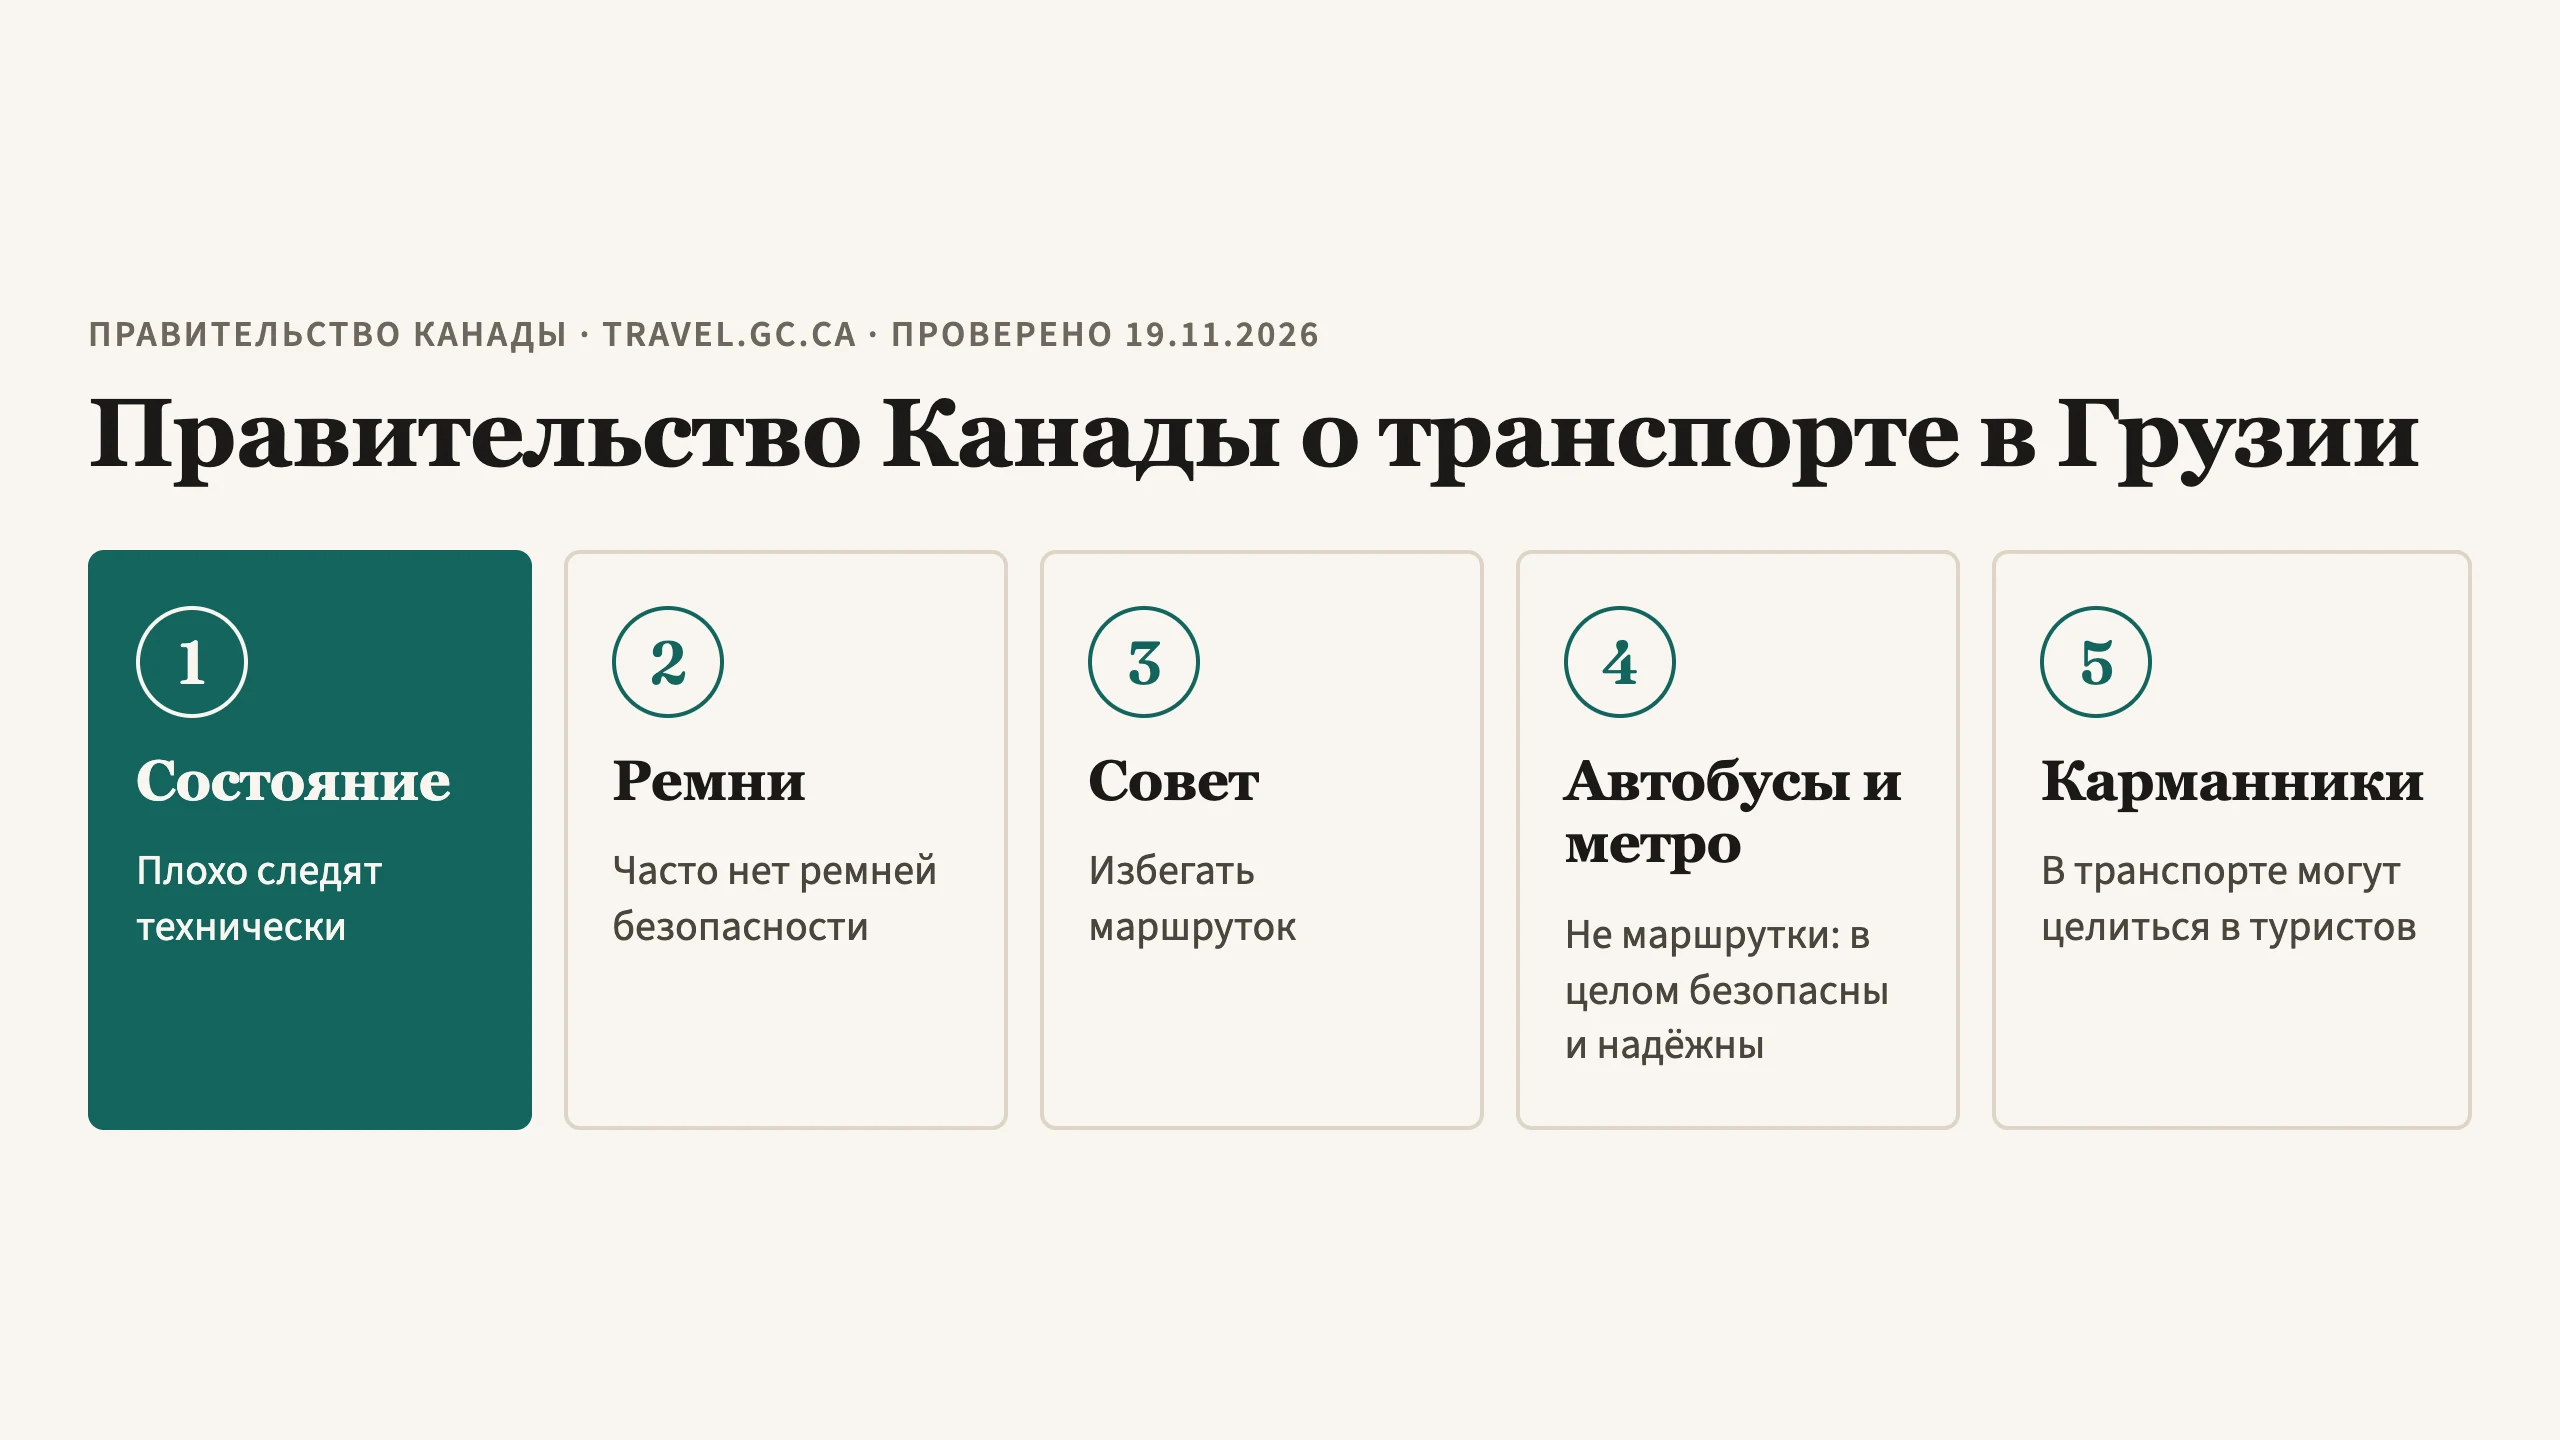 ПРАВИТЕЛЬСТВО КАНАДЫ · TRAVEL.GC.CA · ПРОВЕРЕНО 19.11.2026
Правительство Канады о транспорте в Грузии
1
Состояние
Плохо следят
технически
2
Ремни
Часто нет ремней
безопасности
3
Совет
Избегать
маршруток
4
Автобусы и
метро
Не маршрутки: в
целом безопасны
и надёжны
5
Карманники
В транспорте могут
целиться в туристов